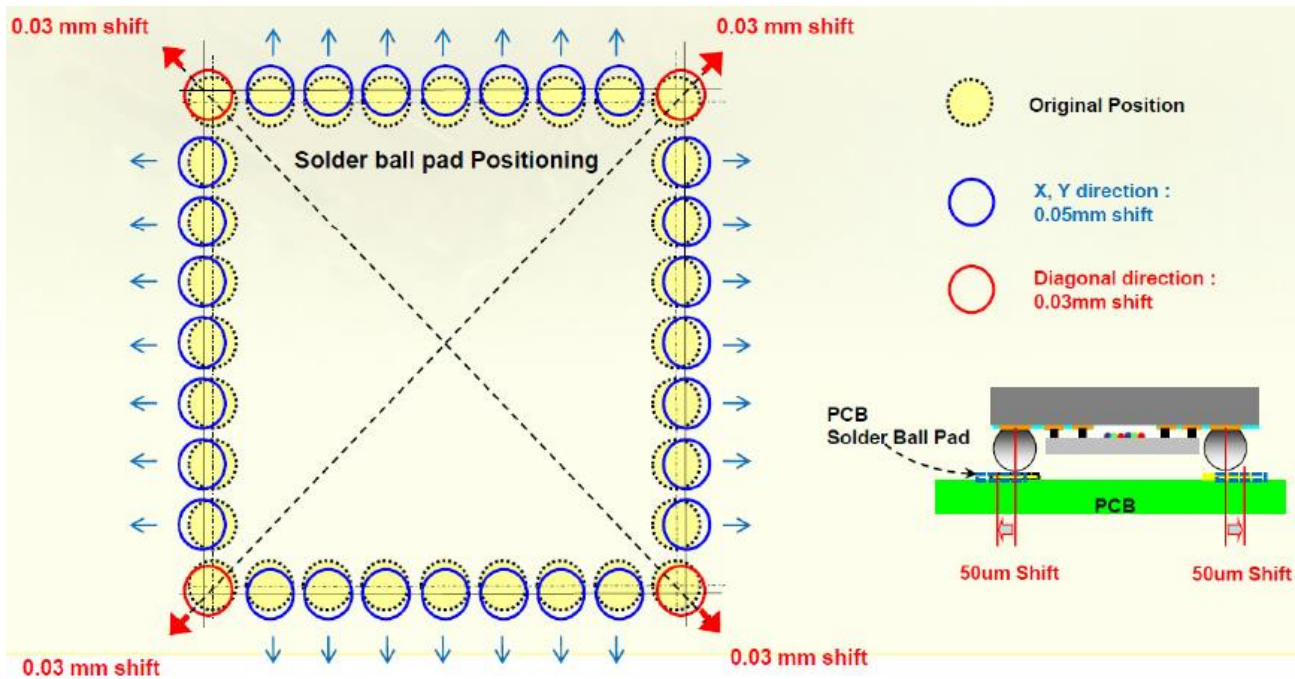 0.03 mm shift
0.03 mm shift
Solder ball pad Positioning
Original Position
X, Y direction :
0.05mm shift
Diagonal direction :
0.03mm shift
PCB
Solder Ball Pad
PCB
50um Shift
50um Shift
0.03 mm shift
0.03 mm shift